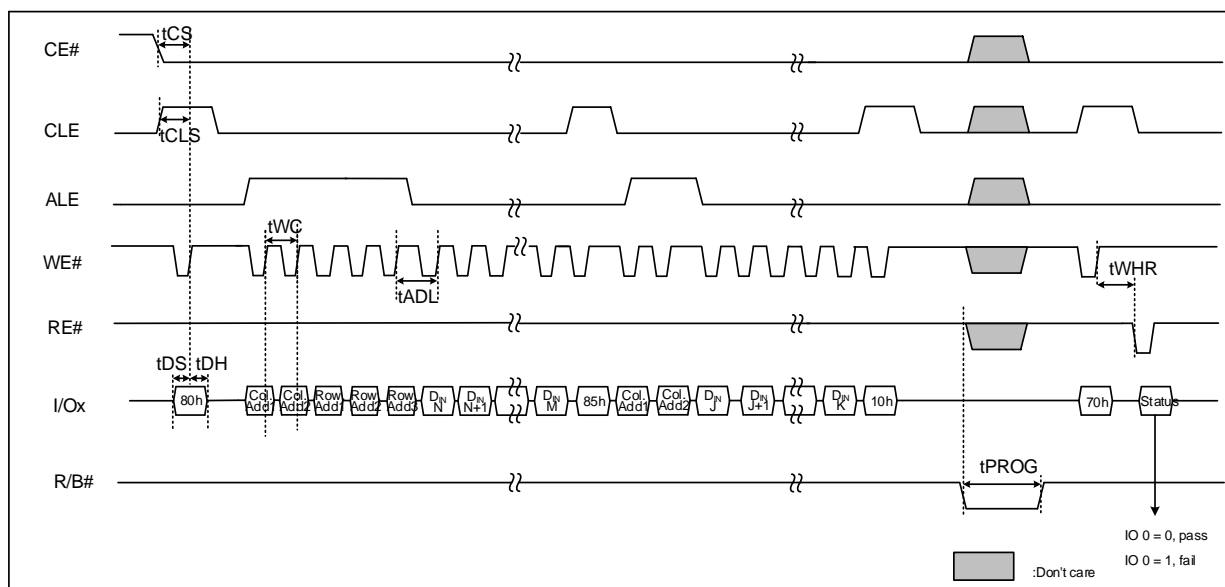 CE#
tCS
CLE
tCLS
ALE
WE#
tWC
tADL
tWHR
RE#
tDS
tDH
I/Ox
80h
Col.
Add1
Col.
Add2
Row
Add1
Row
Add2
Row
Add3
DIN
N
DIN
N+1
DIN
M
85h
Col.
Add1
Col.
Add2
DIN
J
DIN
J+1
DIN
K
10h
70h
Status
R/B#
tPROG
IO 0 = 0, pass
IO 0 = 1, fail
:Don't care